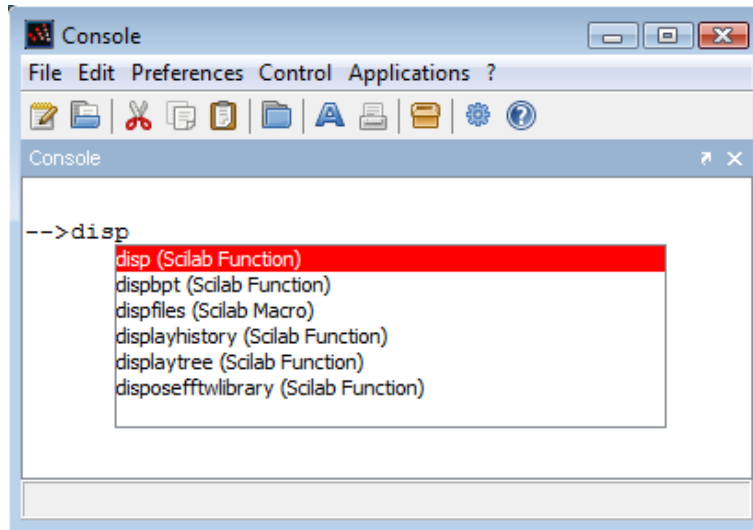 Console
File Edit Preferences Control Applications ?
Console
-->disp
disp (Scilab Function)
dispbpt (Scilab Function)
dispfiles (Scilab Macro)
displayhistory (Scilab Function)
displaytree (Scilab Function)
disposefftwlibrary (Scilab Function)